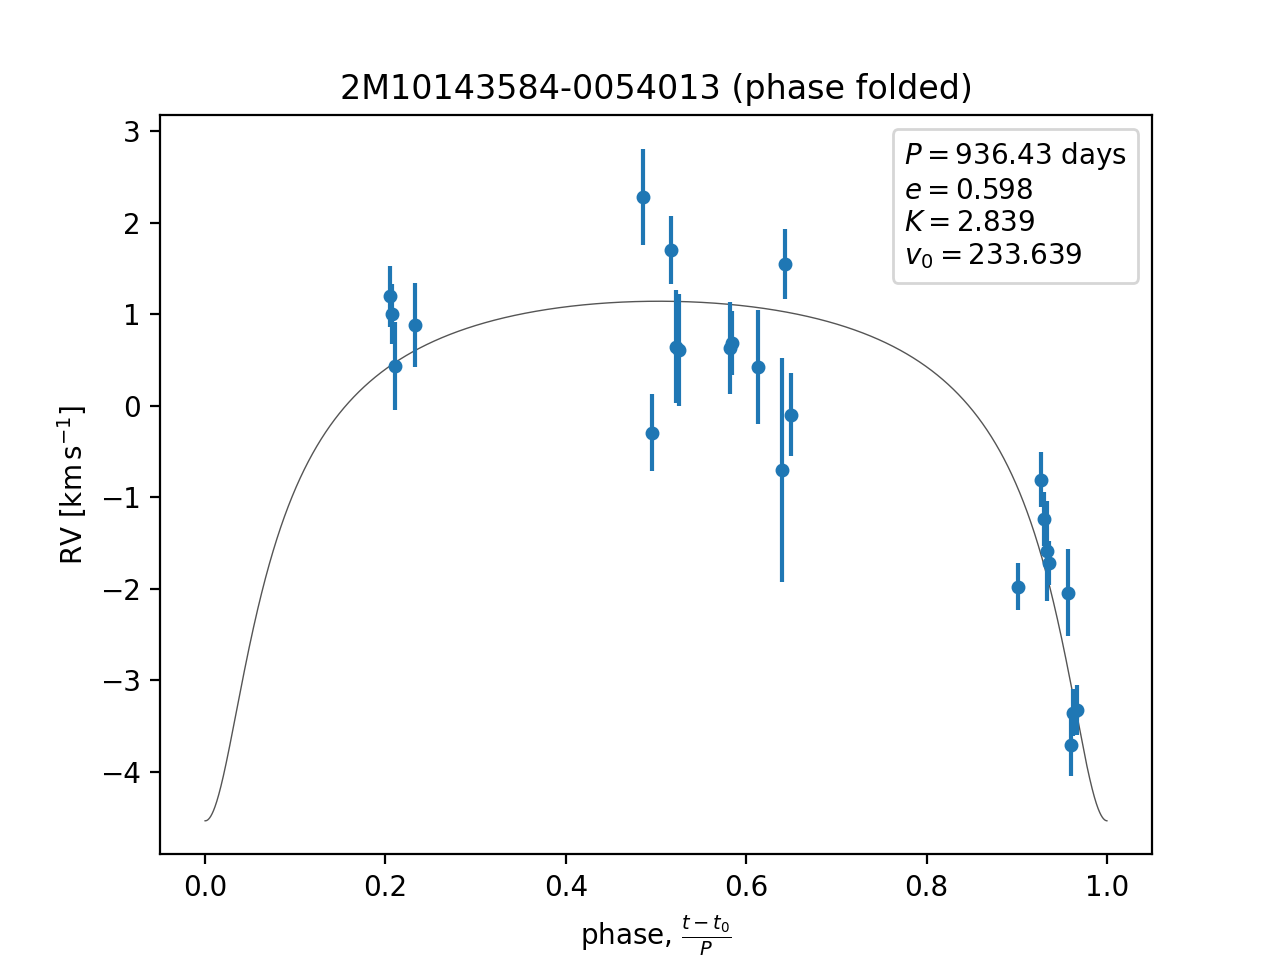 2M10143584-0054013 (phase folded)
P = 936.43 days
e = 0.598
K = 2.839
v₀ = 233.639
3
2
1
0
−1
−2
−3
−4
RV [km s⁻¹]
0.0 0.2 0.4 0.6 0.8 1.0
phase, (t − t₀)/P